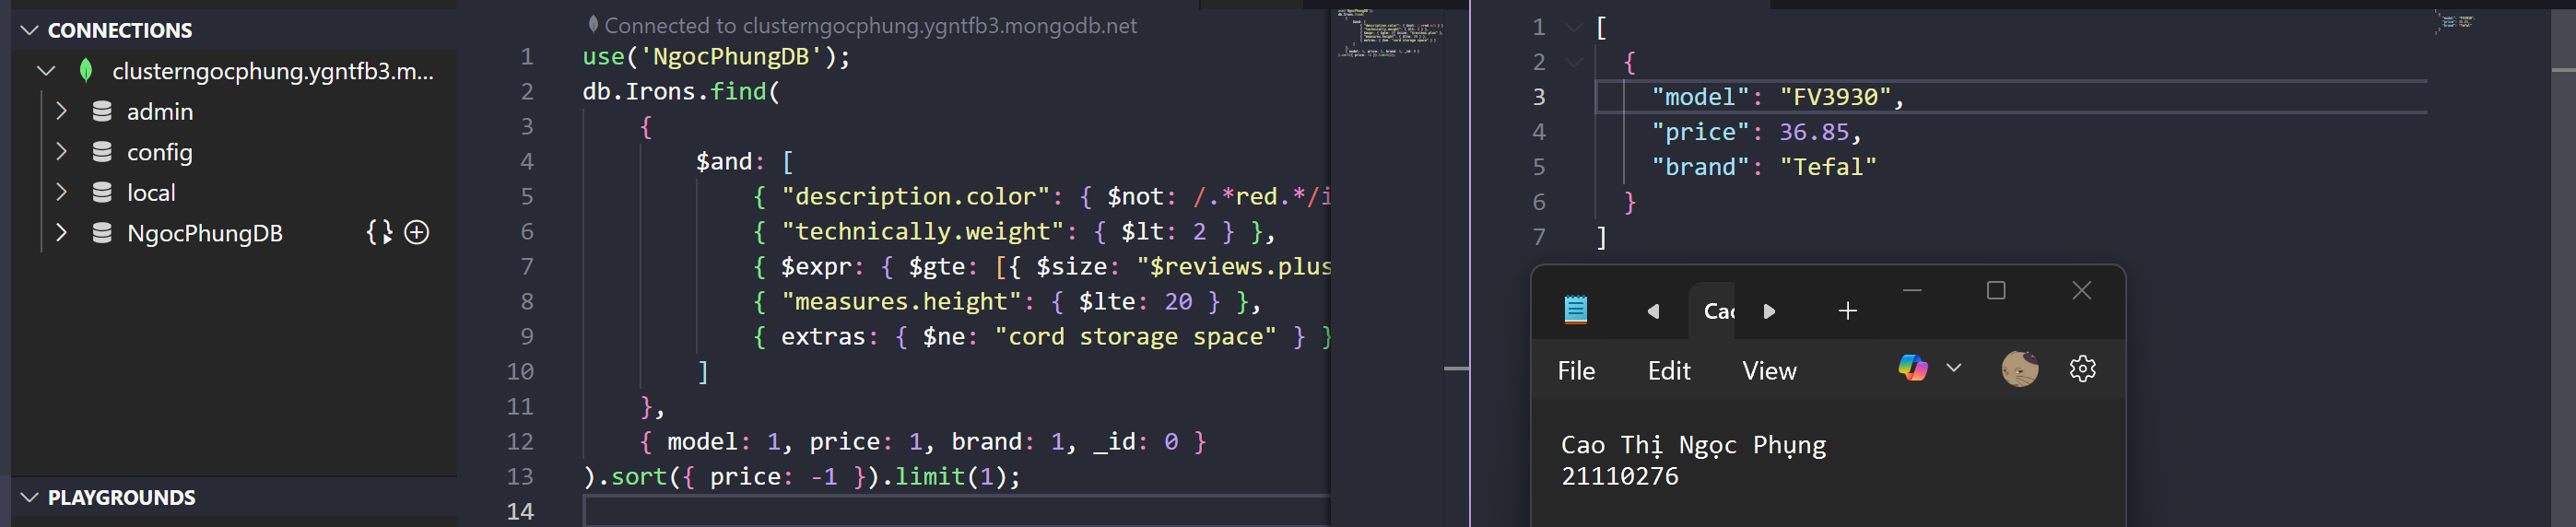 CONNECTIONS
clusterngocphung.ygntfb3.m...
admin
config
local
NgocPhungDB
PLAYGROUNDS
Connected to clusterngocphung.ygntfb3.mongodb.net
1 use('NgocPhungDB');
2 db.Irons.find(
3 {
4 $and: [
5 { "description.color": { $not: /.*red.*/i
6 { "technically.weight": { $lt: 2 } },
7 { $expr: { $gte: [{ $size: "$reviews.plus
8 { "measures.height": { $lte: 20 } },
9 { extras: { $ne: "cord storage space" } }
10 ]
11 },
12 { model: 1, price: 1, brand: 1, _id: 0 }
13 ).sort({ price: -1 }).limit(1);
14
1 [
2 {
3 "model": "FV3930",
4 "price": 36.85,
5 "brand": "Tefal"
6 }
7 ]
Cao
File Edit View
Cao Thị Ngọc Phụng
21110276